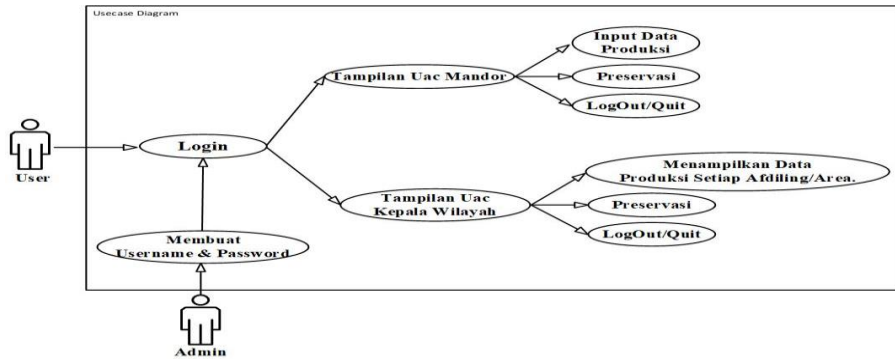 Usecase Diagram
Input Data
Produksi
Tampilan Uac Mandor
Preservasi
LogOut/Quit
Login
User
Menampilkan Data
Produksi Setiap Afdiling/Area.
Tampilan Uac
Kepala Wilayah
Preservasi
LogOut/Quit
Membuat
Username & Password
Admin